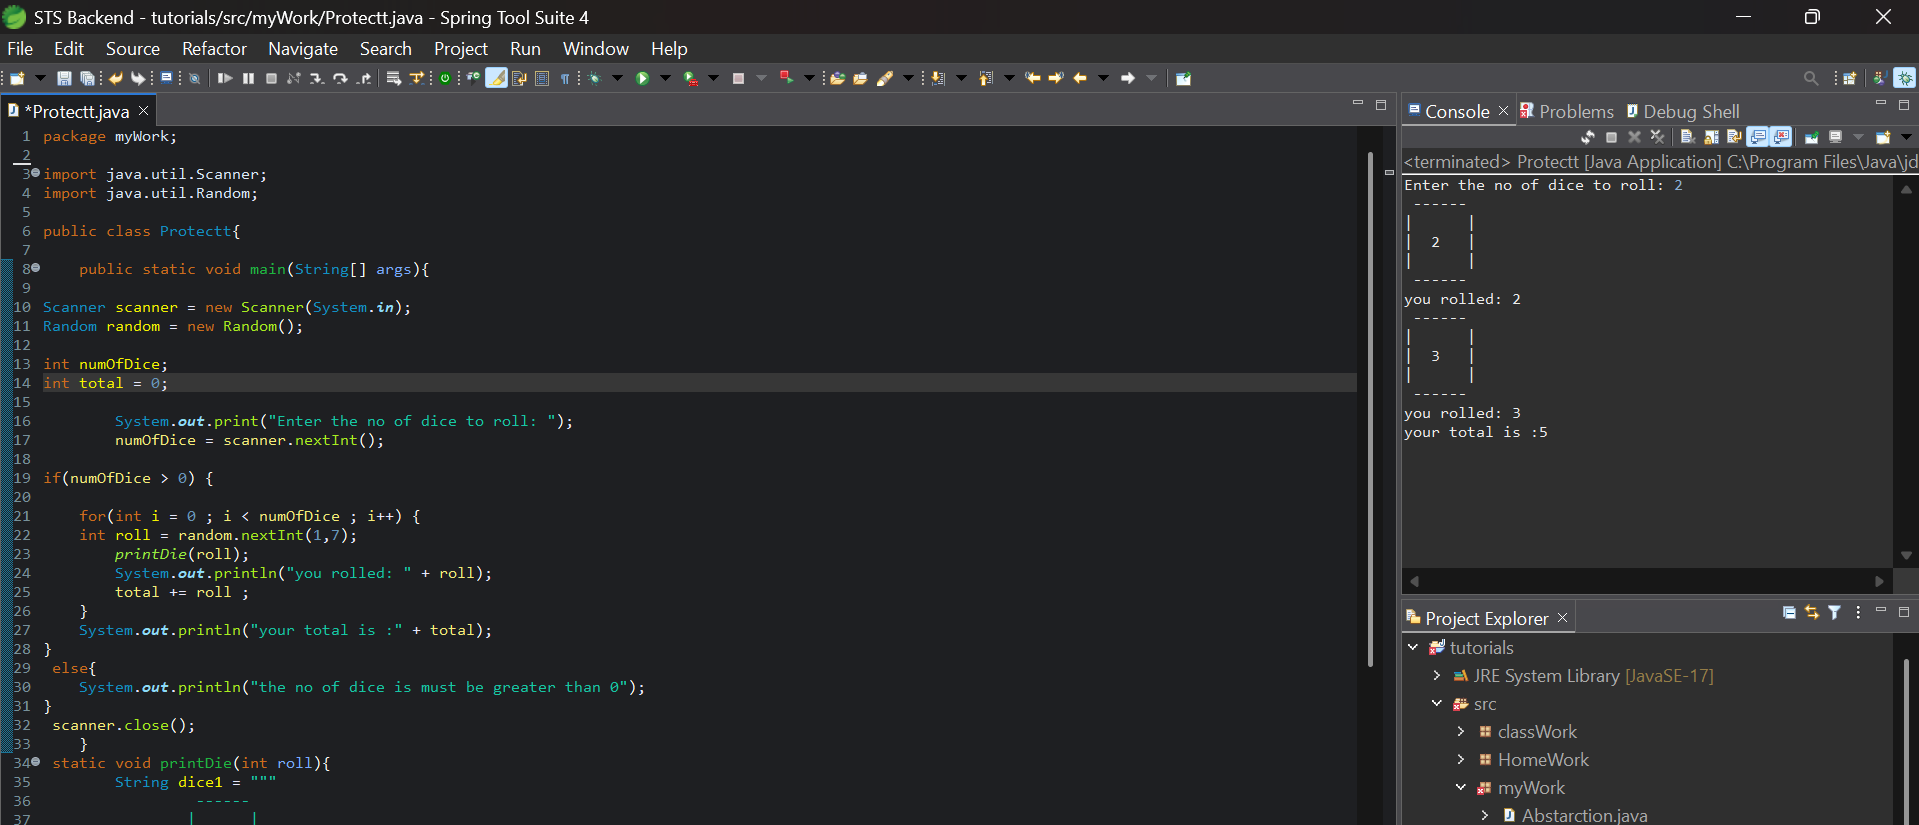 STS Backend - tutorials/src/myWork/Protectt.java - Spring Tool Suite 4
File Edit Source Refactor Navigate Search Project Run Window Help
*Protectt.java
1 package myWork;
2
3 import java.util.Scanner;
4 import java.util.Random;
5
6 public class Protectt{
7
8 public static void main(String[] args){
9
10 Scanner scanner = new Scanner(System.in);
11 Random random = new Random();
12
13 int numOfDice;
14 int total = 0;
15
16 System.out.print("Enter the no of dice to roll: ");
17 numOfDice = scanner.nextInt();
18
19 if(numOfDice > 0) {
20
21 for(int i = 0 ; i < numOfDice ; i++) {
22 int roll = random.nextInt(1,7);
23 printDie(roll);
24 System.out.println("you rolled: " + roll);
25 total += roll ;
26 }
27 System.out.println("your total is :" + total);
28 }
29 else{
30 System.out.println("the no of dice is must be greater than 0");
31 }
32 scanner.close();
33 }
34 static void printDie(int roll){
35 String dice1 = """
36 ------
37 | |
Console Problems Debug Shell
<terminated> Protectt [Java Application] C:\Program Files\Java\jd
Enter the no of dice to roll: 2
------
| |
| 2 |
| |
------
you rolled: 2
------
| |
| 3 |
| |
------
you rolled: 3
your total is :5
Project Explorer
tutorials
JRE System Library [JavaSE-17]
src
classWork
HomeWork
myWork
Abstarction.java